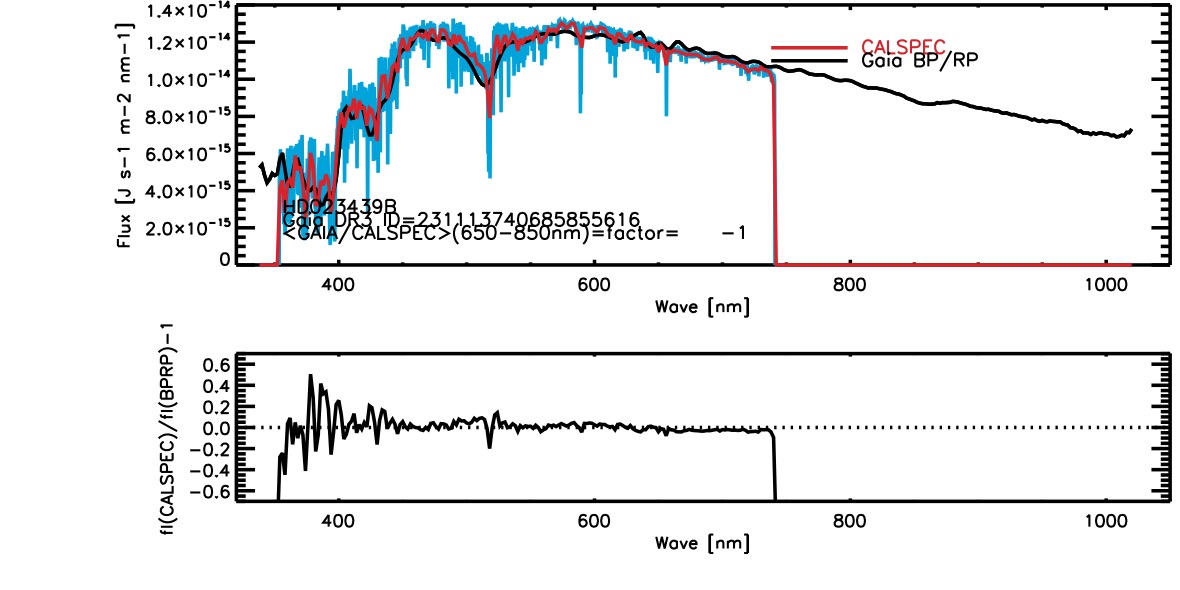 1.4×10⁻¹⁴
1.2×10⁻¹⁴
1.0×10⁻¹⁴
8.0×10⁻¹⁵
6.0×10⁻¹⁵
4.0×10⁻¹⁵
2.0×10⁻¹⁵
0
Flux [J s−1 m−2 nm−1]
CALSPEC
Gaia BP/RP
HD023439B
Gaia DR3 ID=231113740685855616
<GAIA/CALSPEC>(650−850nm)=factor= −1
400 600 800 1000
Wave [nm]
fl(CALSPEC)/fl(BPRP)−1
0.6
0.4
0.2
0.0
−0.2
−0.4
−0.6
400 600 800 1000
Wave [nm]